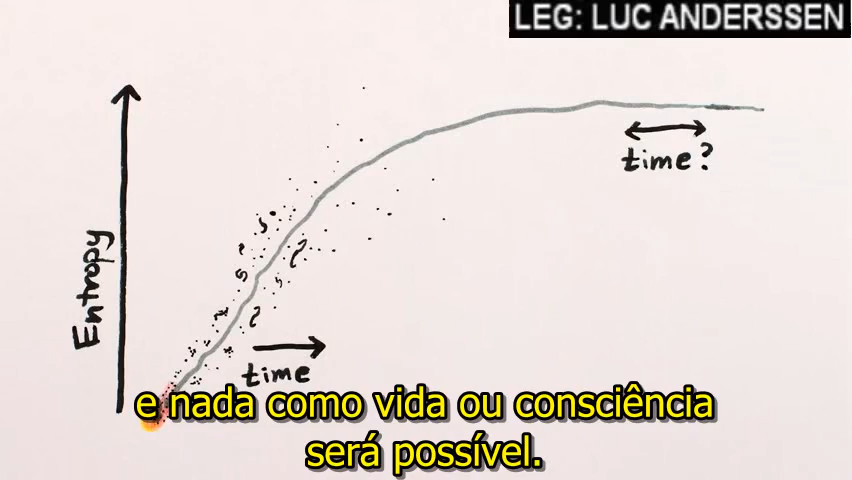 LEG: LUC ANDERSSEN
Entropy
time?
time
e nada como vida ou consciência
será possível.